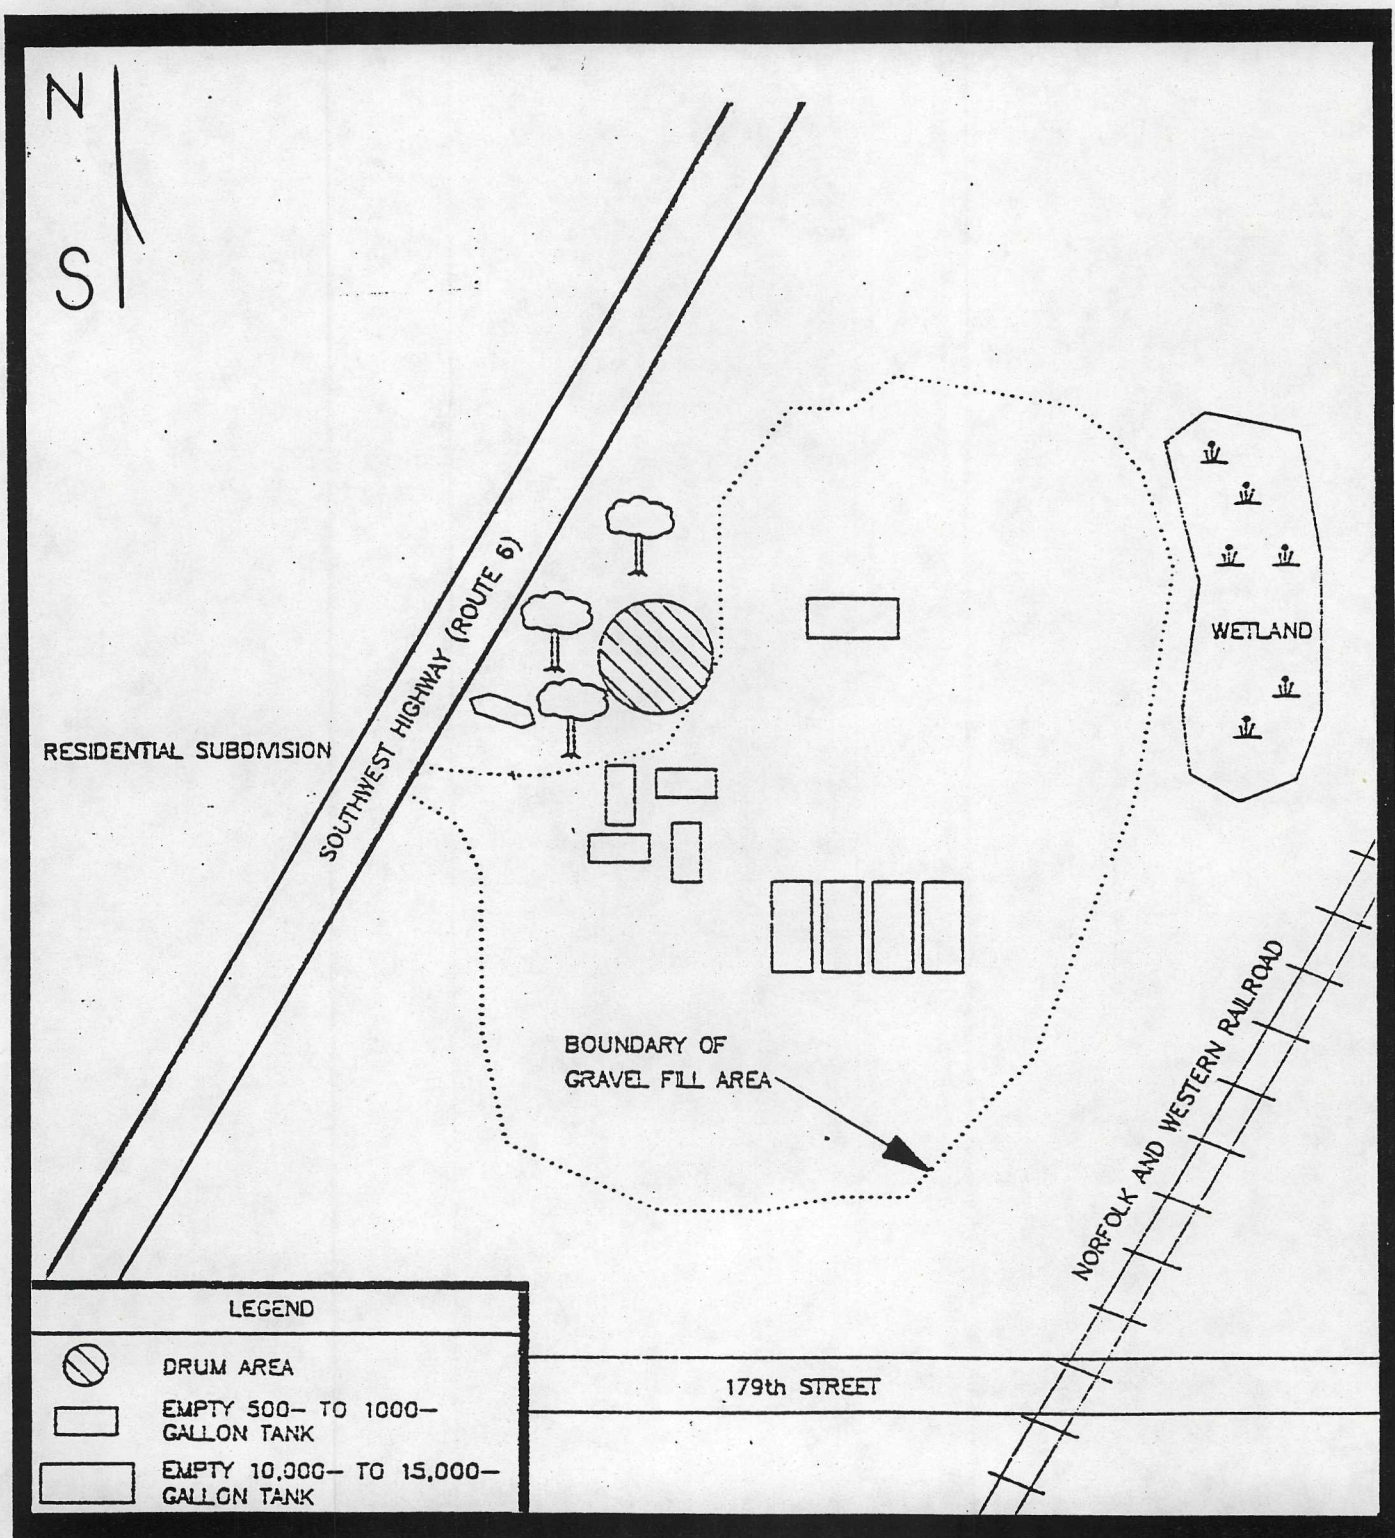 N
S
SOUTHWEST HIGHWAY (ROUTE 6)
WETLAND
RESIDENTIAL SUBDIVISION
BOUNDARY OF
GRAVEL FILL AREA
NORFOLK AND WESTERN RAILROAD
179th STREET
LEGEND
DRUM AREA
EMPTY 500- TO 1000-
GALLON TANK
EMPTY 10,000- TO 15,000-
GALLON TANK